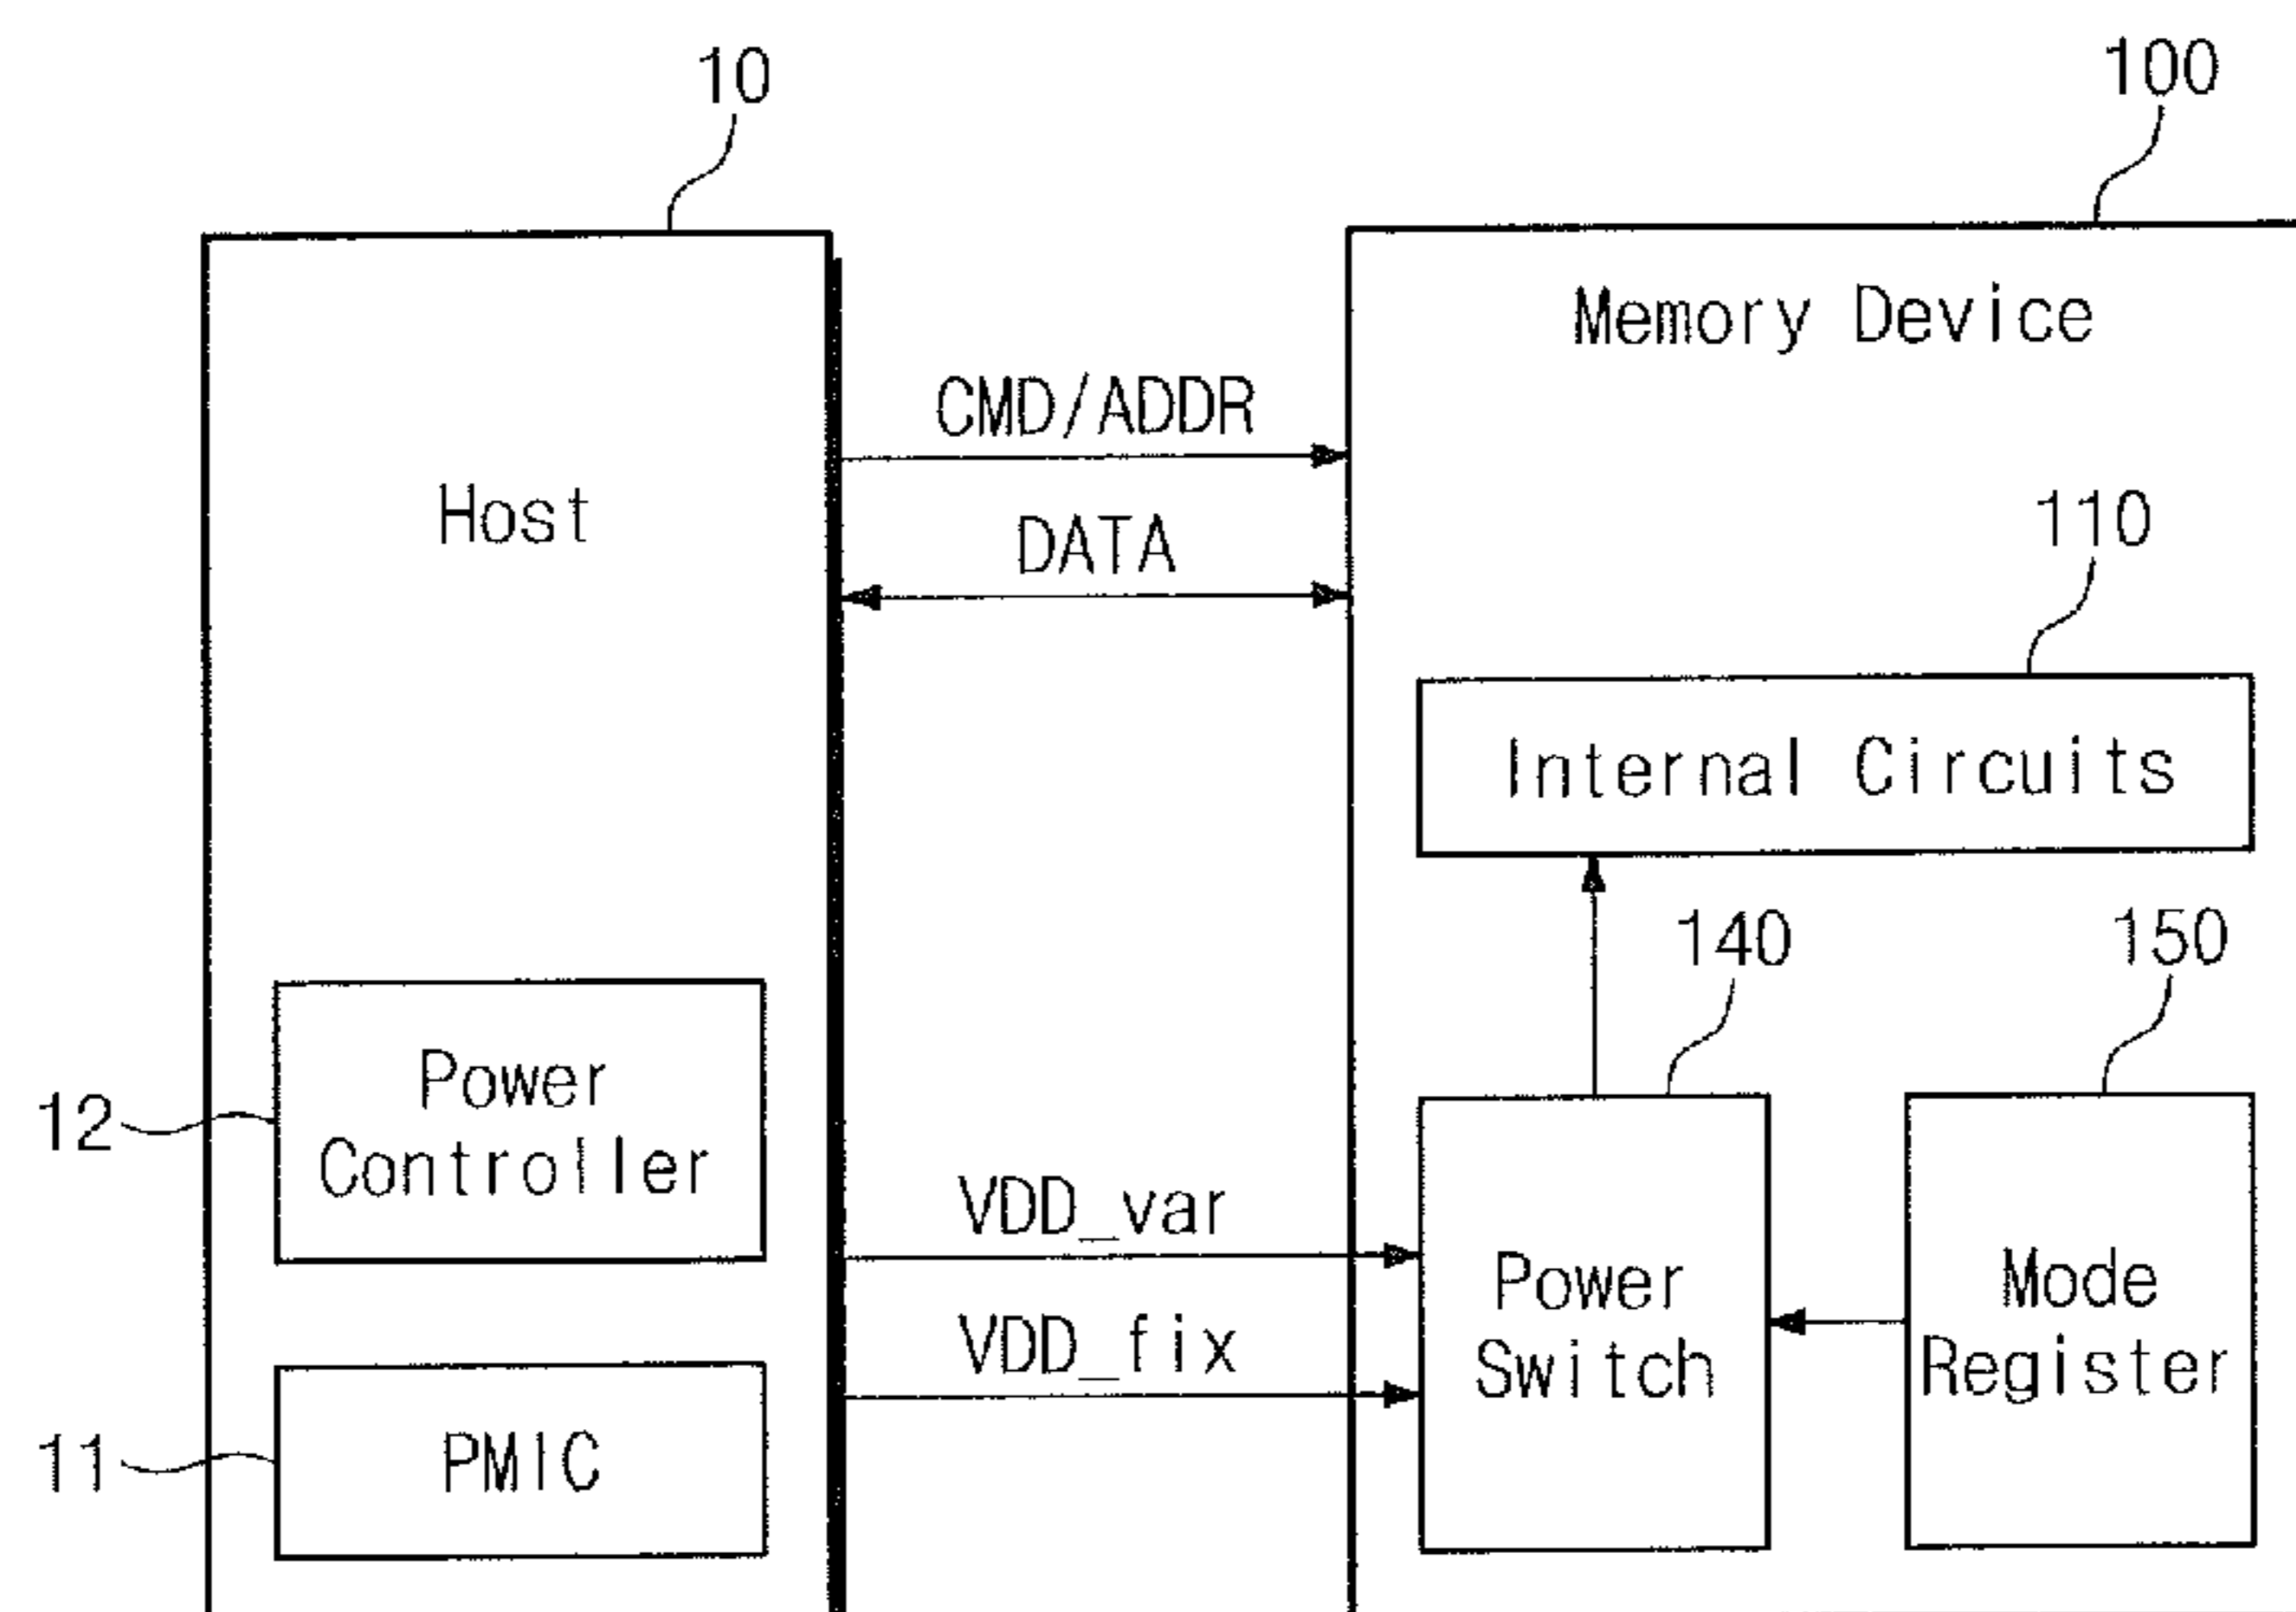 10
100
Memory Device
CMD/ADDR
Host
DATA
110
Internal Circuits
140
150
12
Power
Controller
VDD_var
VDD_fix
Power
Switch
Mode
Register
11
PMIC